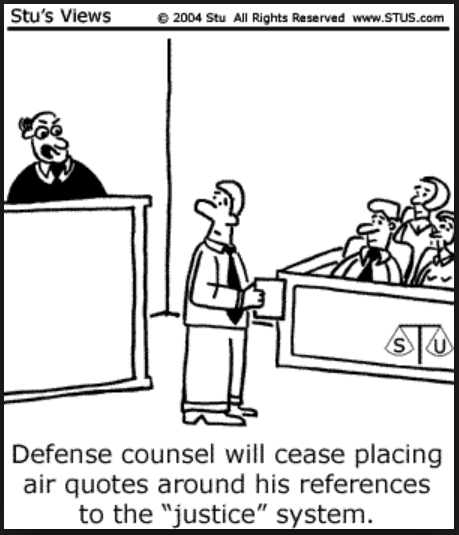 Stu's Views © 2004 Stu All Rights Reserved www.STUS.com
S U
Defense counsel will cease placing
air quotes around his references
to the “justice” system.